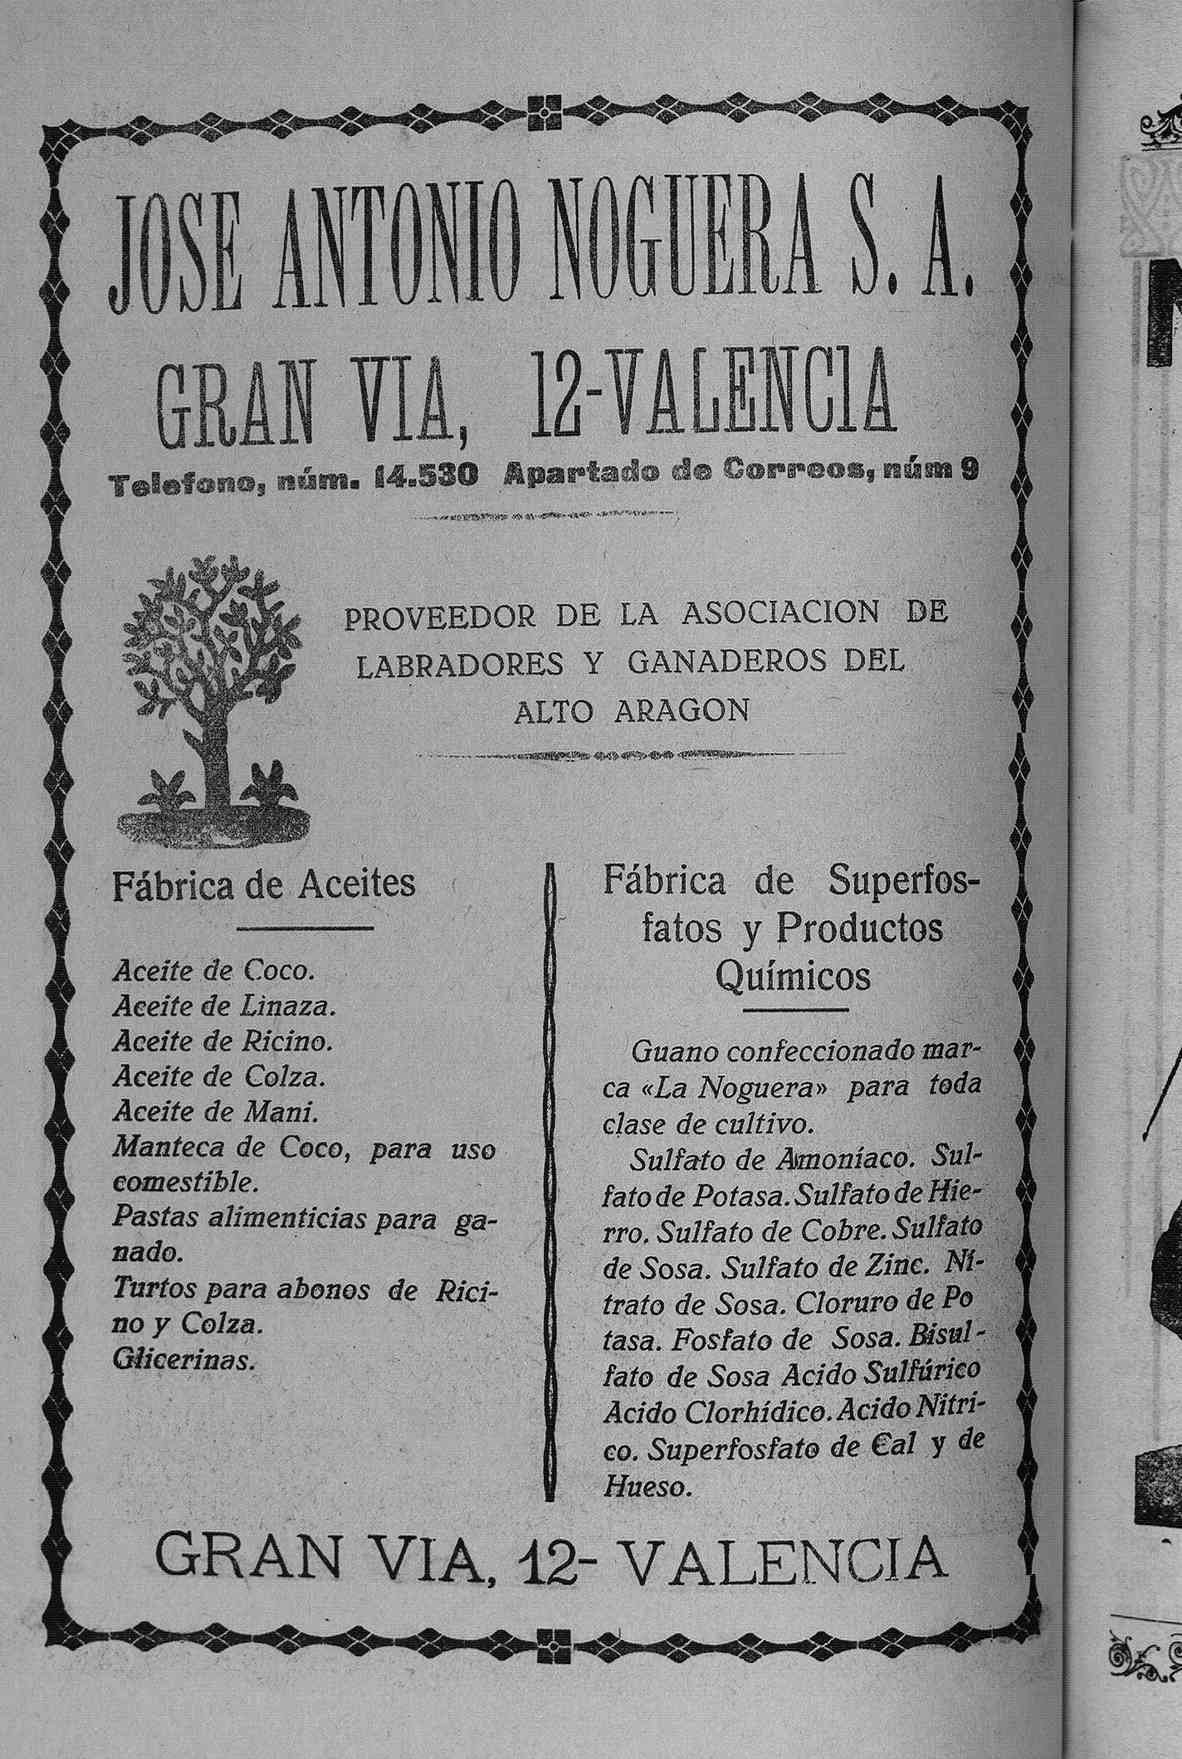 JOSE ANTONIO NOGUERA S. A.
GRAN VIA, 12-VALENCIA
Telefono, núm. 14.530 Apartado de Correos, núm 9
PROVEEDOR DE LA ASOCIACION DE
LABRADORES Y GANADEROS DEL
ALTO ARAGON
Fábrica de Aceites
Aceite de Coco.
Aceite de Linaza.
Aceite de Ricino.
Aceite de Colza.
Aceite de Mani.
Manteca de Coco, para uso
comestible.
Pastas alimenticias para ga-
nado.
Turtos para abonos de Rici-
no y Colza.
Glicerinas.
Fábrica de Superfos-
fatos y Productos
Químicos
Guano confeccionado mar-
ca «La Noguera» para toda
clase de cultivo.
Sulfato de Amoníaco. Sul-
fato de Potasa. Sulfato de Hie-
rro. Sulfato de Cobre. Sulfato
de Sosa. Sulfato de Zinc. Ní-
trato de Sosa. Cloruro de Po
tasa. Fosfato de Sosa. Bisul-
fato de Sosa Acido Sulfúrico
Acido Clorhídico. Acido Nitri-
co. Superfosfato de Cal y de
Hueso.
GRAN VIA, 12- VALENCIA